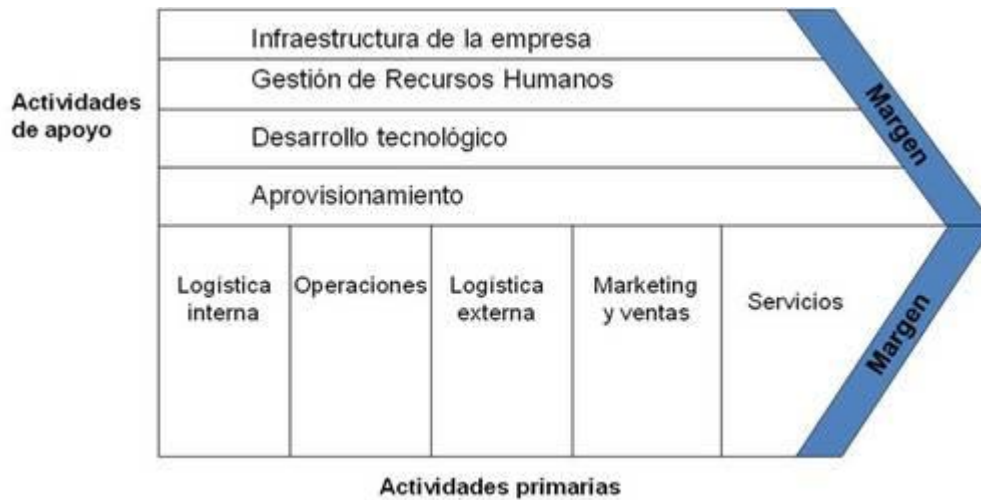 Infraestructura de la empresa
Gestión de Recursos Humanos
Actividades
de apoyo
Desarrollo tecnológico
Aprovisionamiento
Margen
Logística
interna
Operaciones
Logística
externa
Marketing
y ventas
Servicios
Margen
Actividades primarias